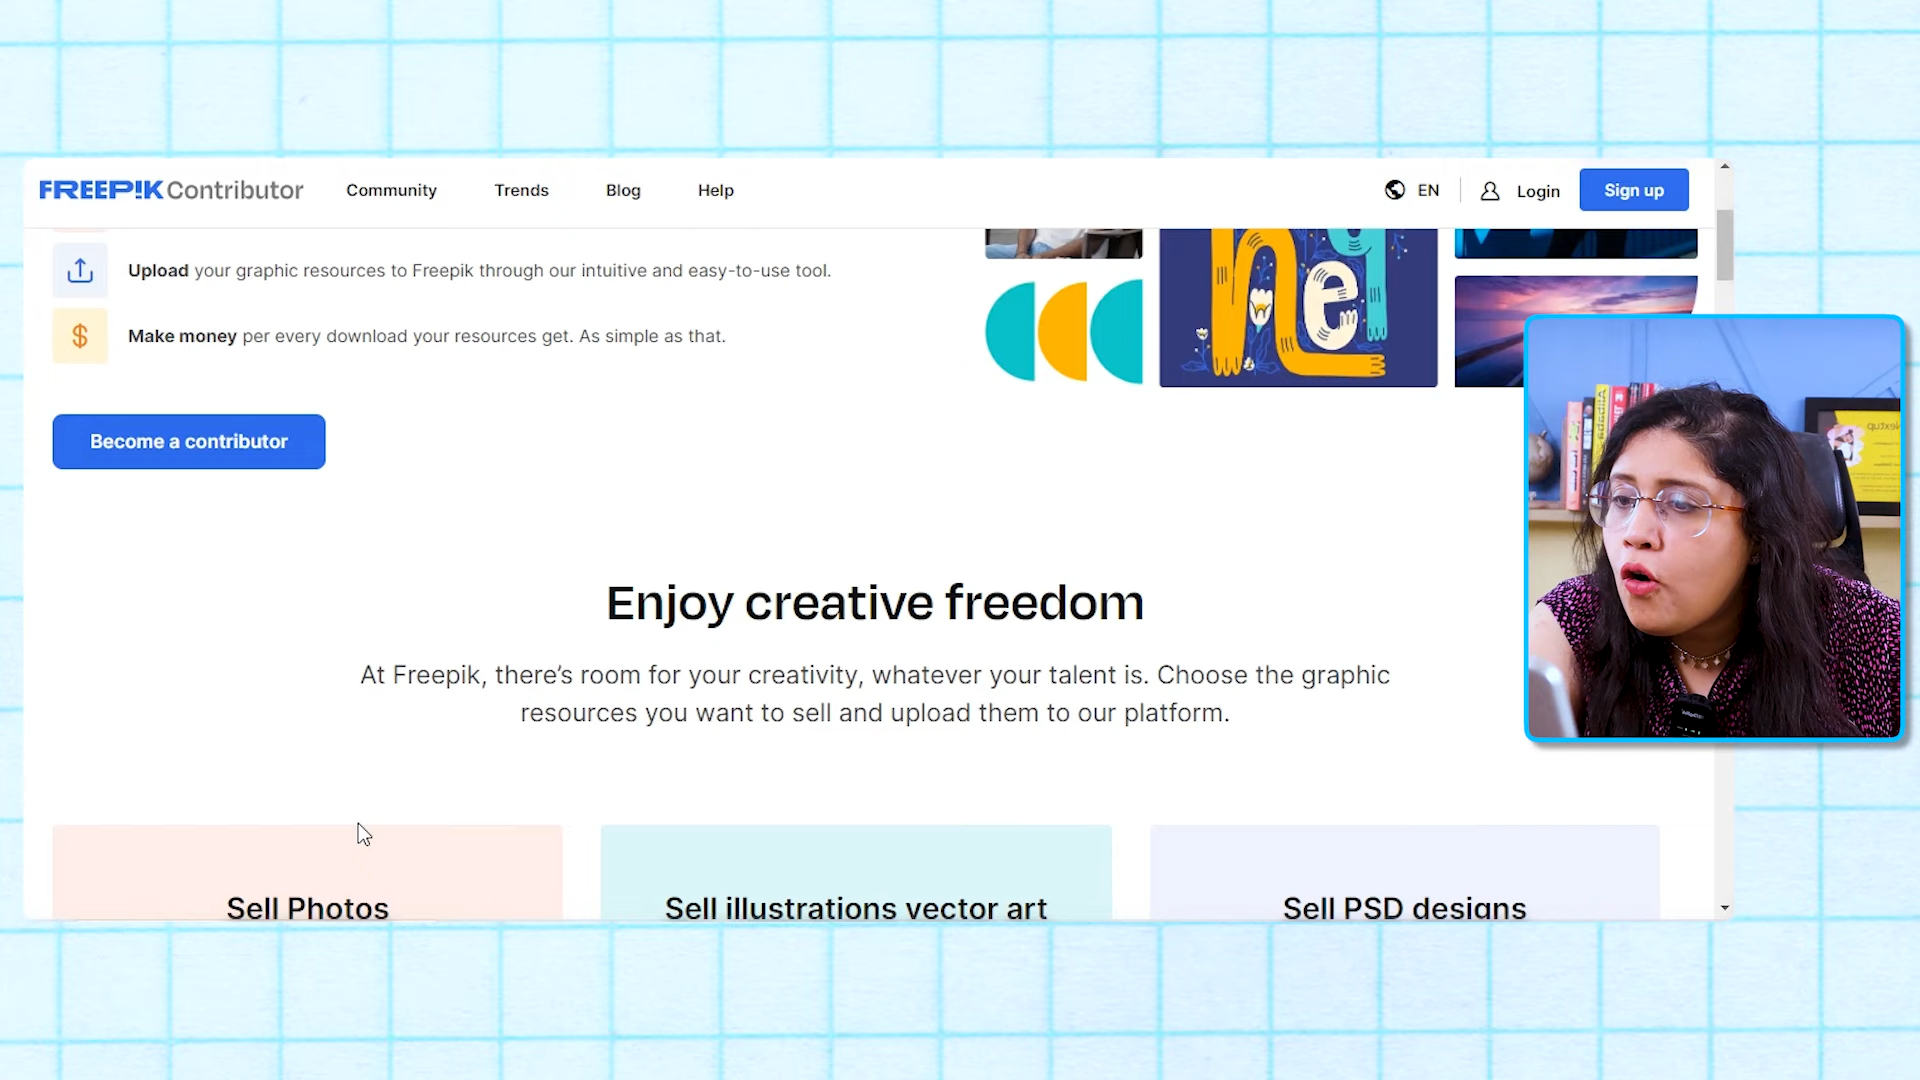 FREEPIK Contributor Community Trends Blog Help EN Login Sign up
Upload your graphic resources to Freepik through our intuitive and easy-to-use tool.
$ Make money per every download your resources get. As simple as that.
Become a contributor
Enjoy creative freedom
At Freepik, there’s room for your creativity, whatever your talent is. Choose the graphic
resources you want to sell and upload them to our platform.
Sell Photos
Sell illustrations vector art
Sell PSD designs